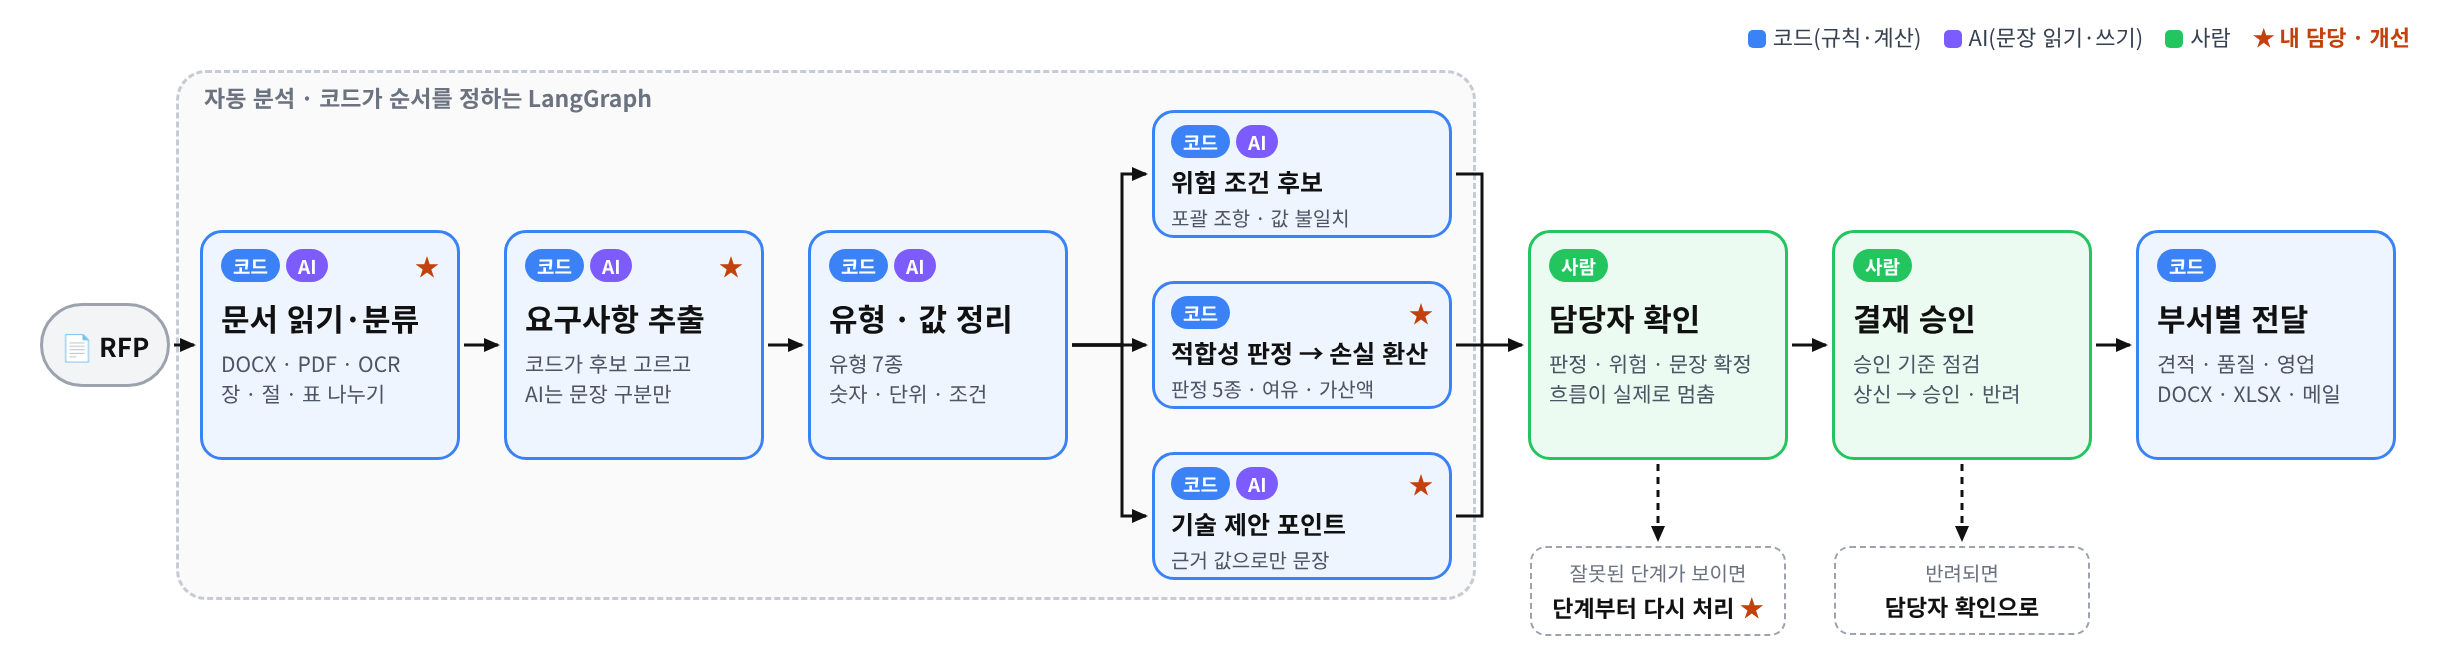 코드(규칙·계산) AI(문장 읽기·쓰기) 사람 ★ 내 담당 · 개선
자동 분석 · 코드가 순서를 정하는 LangGraph
RFP
코드 AI ★
문서 읽기·분류
DOCX · PDF · OCR
장 · 절 · 표 나누기
코드 AI ★
요구사항 추출
코드가 후보 고르고
AI는 문장 구분만
코드 AI
유형 · 값 정리
유형 7종
숫자 · 단위 · 조건
코드 AI
위험 조건 후보
포괄 조항 · 값 불일치
코드 ★
적합성 판정 → 손실 환산
판정 5종 · 여유 · 가산액
코드 AI ★
기술 제안 포인트
근거 값으로만 문장
사람
담당자 확인
판정 · 위험 · 문장 확정
흐름이 실제로 멈춤
사람
결재 승인
승인 기준 점검
상신 → 승인 · 반려
코드
부서별 전달
견적 · 품질 · 영업
DOCX · XLSX · 메일
잘못된 단계가 보이면
단계부터 다시 처리 ★
반려되면
담당자 확인으로